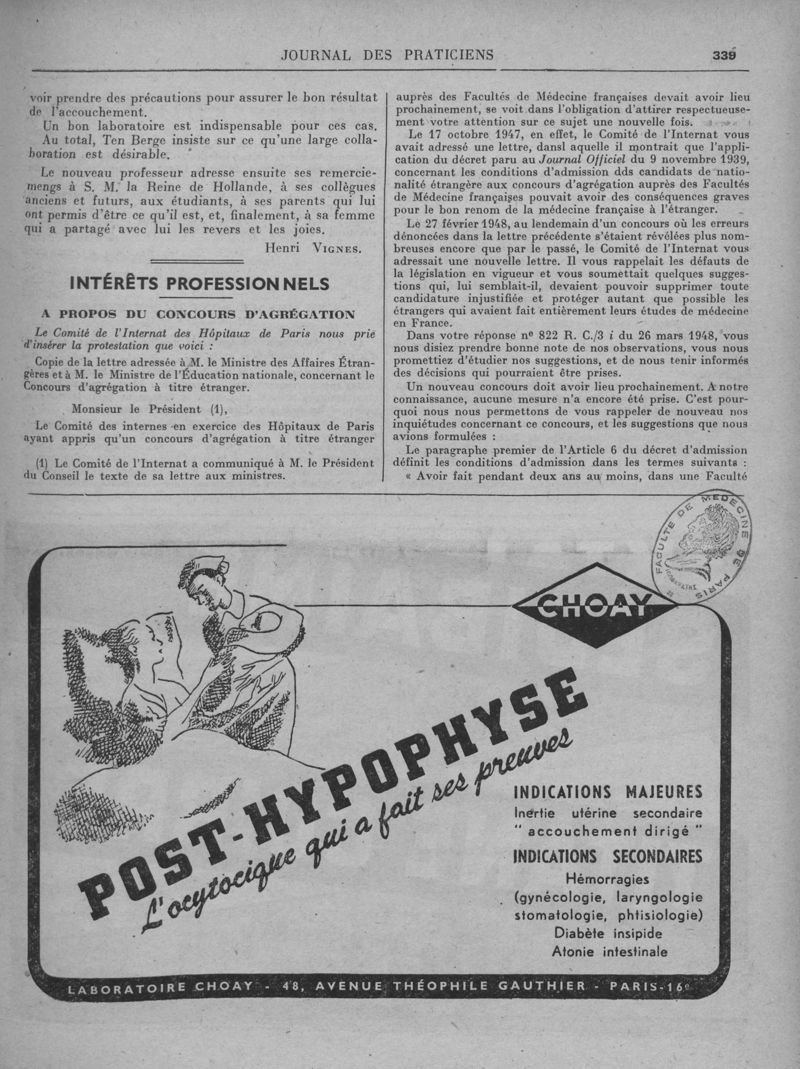 JOURNAL DES PRATICIENS
339
voir prendre des précautions pour assurer le bon résultat
de l'accouchement.
Un bon laboratoire est indispensable pour ces cas.
Au total, Ten Berge insiste sur ce qu'une large colla-
boration est désirable.
Le nouveau professeur adresse ensuite ses remercie-
mengs à S. M. la Reine de Hollande, à ses collègues
anciens et futurs, aux étudiants, à ses parents qui lui
ont permis d'être ce qu'il est, et, finalement, à sa femme
qui a partagé avec lui les revers et les joies.
Henri VIGNES.
INTÉRÊTS PROFESSIONNELS
A PROPOS DU CONCOURS D'AGRÉGATION
Le Comité de l'Internat des Hôpitaux de Paris nous prie
d'insérer la protestation que voici :
Copie de la lettre adressée à M. le Ministre des Affaires Étran-
gères et à M. le Ministre de l'Éducation nationale, concernant le
Concours d'agrégation à titre étranger.
Monsieur le Président (1),
Le Comité des internes en exercice des Hôpitaux de Paris
ayant appris qu'un concours d'agrégation à titre étranger
(1) Le Comité de l'Internat a communiqué à M. le Président
du Conseil le texte de sa lettre aux ministres.
auprès des Facultés de Médecine françaises devait avoir lieu
prochainement, se voit dans l'obligation d'attirer respectueuse-
ment votre attention sur ce sujet une nouvelle fois.
Le 17 octobre 1947, en effet, le Comité de l'Internat vous
avait adressé une lettre, dansl aquelle il montrait que l'appli-
cation du décret paru au Journal Officiel du 9 novembre 1939,
concernant les conditions d'admission dds candidats de natio-
nalité étrangère aux concours d'agrégation auprès des Facultés
de Médecine françaises pouvait avoir des conséquences graves
pour le bon renom de la médecine française à l'étranger.
Le 27 février 1948, au lendemain d'un concours où les erreurs
dénoncées dans la lettre précédente s'étaient révélées plus nom-
breuses encore que par le passé, le Comité de l'Internat vous
adressait une nouvelle lettre. Il vous rappelait les défauts de
la législation en vigueur et vous soumettait quelques sugges-
tions qui, lui semblait-il, devaient pouvoir supprimer toute
candidature injustifiée et protéger autant que possible les
étrangers qui avaient fait entièrement leurs études de médecine
en France.
Dans votre réponse nº 822 R. C./3 i du 26 mars 1948, vous
nous disiez prendre bonne note de nos observations, vous nous
promettiez d'étudier nos suggestions, et de nous tenir informés
des décisions qui pourraient être prises.
Un nouveau concours doit avoir lieu prochainement. A notre
connaissance, aucune mesure n'a encore été prise. C'est pour-
quoi nous nous permettons de vous rappeler de nouveau nos
inquiétudes concernant ce concours, et les suggestions que nous
avions formulées :
Le paragraphe premier de l'Article 6 du décret d'admission
définit les conditions d'admission dans les termes suivants :
« Avoir fait pendant deux ans au moins, dans une Faculté
FACULTE DE MEDECINE DE PARIS
CHOAY
POST-HYPOPHYSE
L'ocytocique qui a fait ses preuves
INDICATIONS MAJEURES
Inertie utérine secondaire
" accouchement dirigé "
INDICATIONS SECONDAIRES
Hémorragies
(gynécologie, laryngologie
stomatologie, phtisiologie)
Diabète insipide
Atonie intestinale
LABORATOIRE CHOAY - 48, AVENUE THÉOPHILE GAUTHIER - PARIS-16e